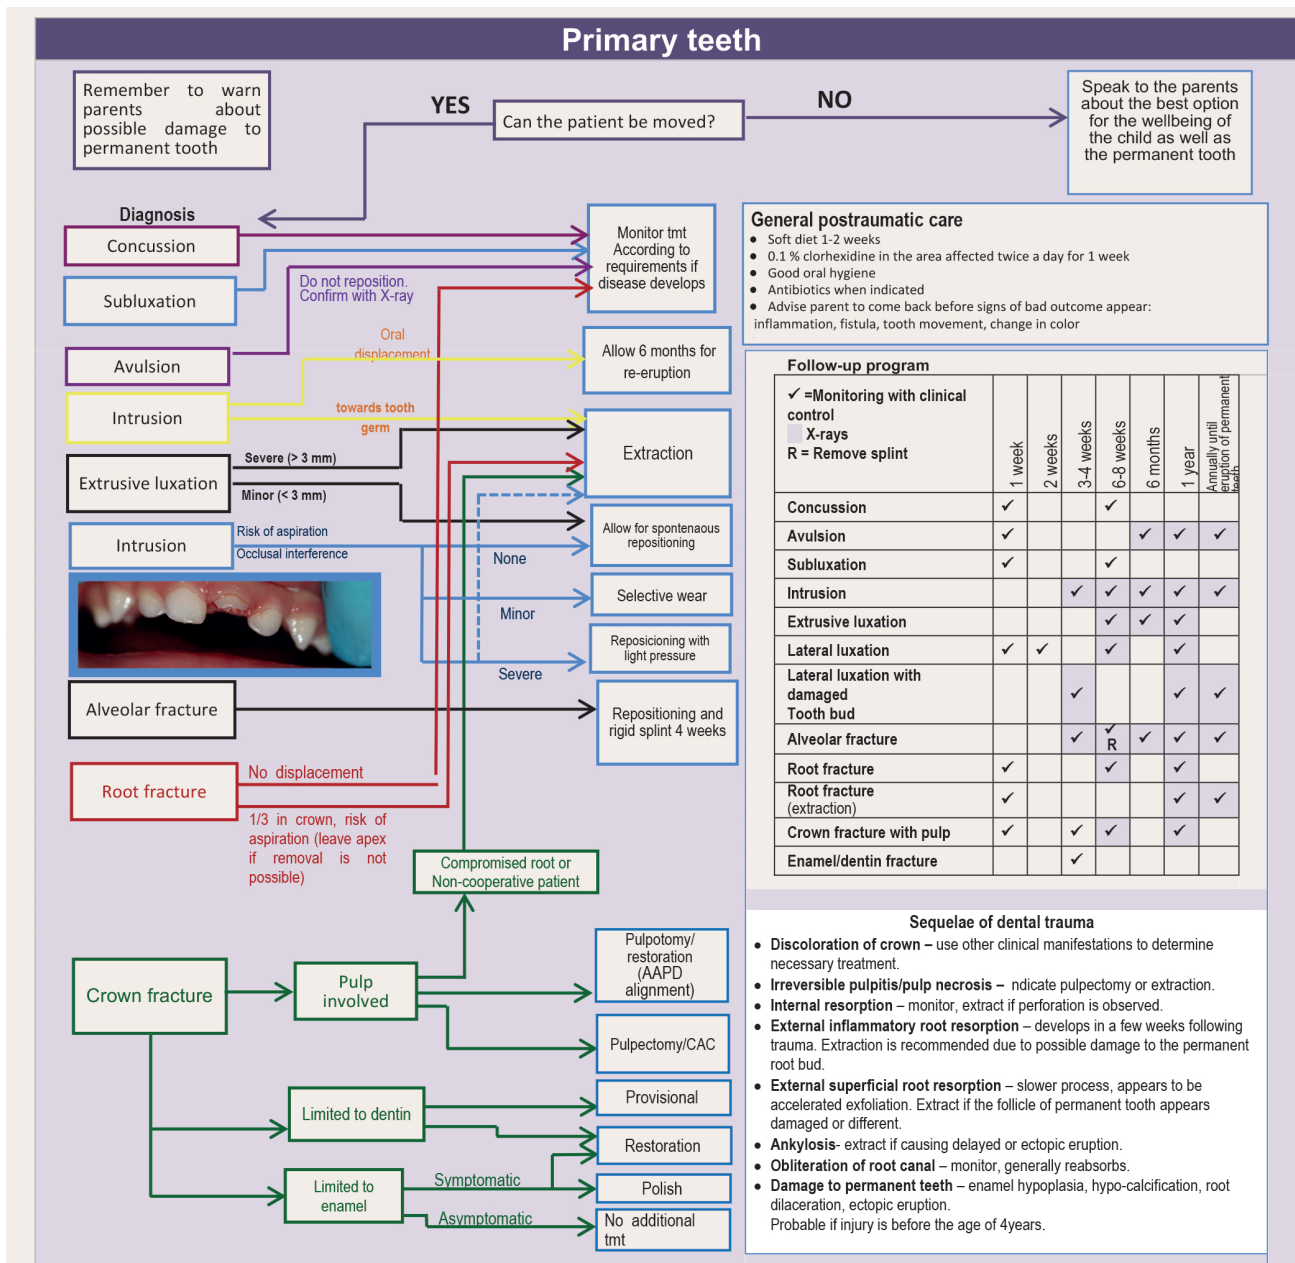 Primary teeth
Remember to warn
parents about
possible damage to
permanent tooth
YES
Can the patient be moved?
NO
Speak to the parents
about the best option
for the wellbeing of
the child as well as
the permanent tooth
Diagnosis
Concussion
Subluxation
Avulsion
Intrusion
Extrusive luxation
Intrusion
Alveolar fracture
Root fracture
Do not reposition.
Confirm with X-ray
Oral
displacement
towards tooth
germ
Severe (> 3 mm)
Minor (< 3 mm)
Risk of aspiration
Occlusal interference
None
Minor
Severe
No displacement
1/3 in crown, risk of
aspiration (leave apex
if removal is not
possible)
Monitor tmt
According to
requirements if
disease develops
Allow 6 months for
re-eruption
Extraction
Allow for spontenaous
repositioning
Selective wear
Reposicioning with
light pressure
Repositioning and
rigid splint 4 weeks
Compromised root or
Non-cooperative patient
Crown fracture
Pulp
involved
Limited to dentin
Limited to
enamel
Symptomatic
Asymptomatic
Pulpotomy/
restoration
(AAPD
alignment)
Pulpectomy/CAC
Provisional
Restoration
Polish
No additional
tmt
General postraumatic care
● Soft diet 1-2 weeks
● 0.1 % clorhexidine in the area affected twice a day for 1 week
● Good oral hygiene
● Antibiotics when indicated
● Advise parent to come back before signs of bad outcome appear:
inflammation, fistula, tooth movement, change in color
Follow-up program
✓ =Monitoring with clinical
control
X-rays
R = Remove splint
1 week
2 weeks
3-4 weeks
6-8 weeks
6 months
1 year
Annually until
eruption of permanent
teeth
Concussion ✓ ✓
Avulsion ✓ ✓ ✓ ✓
Subluxation ✓ ✓
Intrusion ✓ ✓ ✓ ✓ ✓
Extrusive luxation ✓ ✓ ✓
Lateral luxation ✓ ✓ ✓ ✓
Lateral luxation with
damaged
Tooth bud ✓ ✓ ✓
Alveolar fracture ✓ ✓ R ✓ ✓ ✓
Root fracture ✓ ✓ ✓
Root fracture
(extraction) ✓ ✓ ✓
Crown fracture with pulp ✓ ✓ ✓ ✓
Enamel/dentin fracture ✓
Sequelae of dental trauma
● Discoloration of crown – use other clinical manifestations to determine
necessary treatment.
● Irreversible pulpitis/pulp necrosis – ndicate pulpectomy or extraction.
● Internal resorption – monitor, extract if perforation is observed.
● External inflammatory root resorption – develops in a few weeks following
trauma. Extraction is recommended due to possible damage to the permanent
root bud.
● External superficial root resorption – slower process, appears to be
accelerated exfoliation. Extract if the follicle of permanent tooth appears
damaged or different.
● Ankylosis- extract if causing delayed or ectopic eruption.
● Obliteration of root canal – monitor, generally reabsorbs.
● Damage to permanent teeth – enamel hypoplasia, hypo-calcification, root
dilaceration, ectopic eruption.
Probable if injury is before the age of 4years.